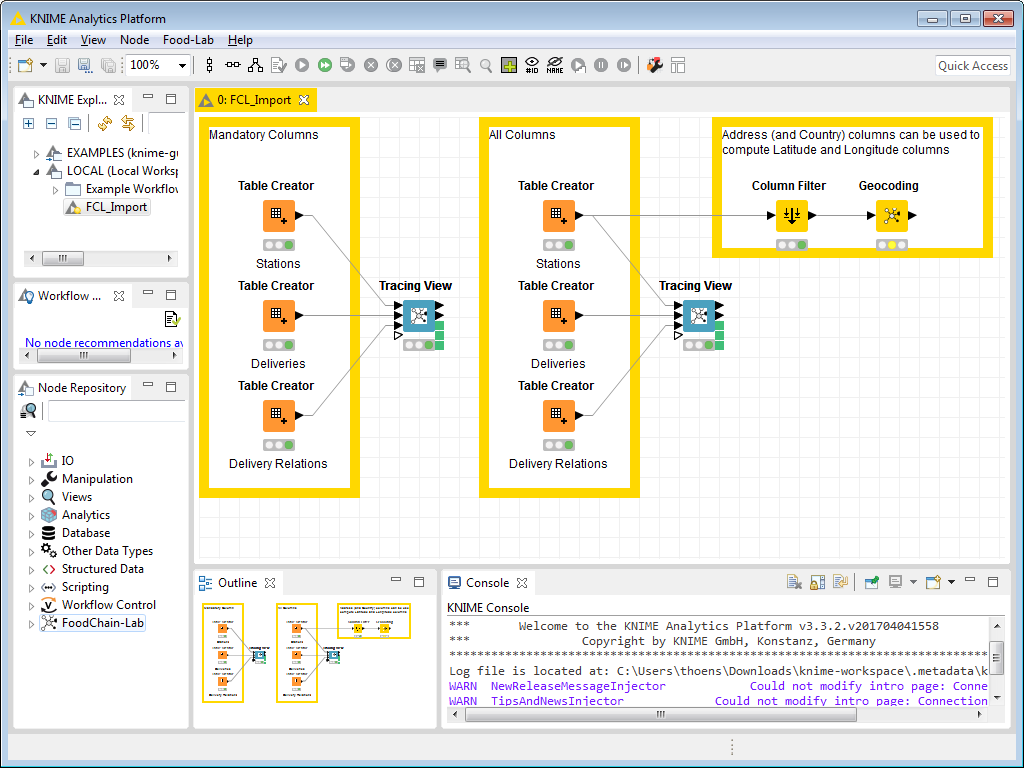 KNIME Analytics Platform
File Edit View Node Food-Lab Help
100%
#ID
NAME
Quick Access
KNIME Expl...
EXAMPLES (knime-gu
LOCAL (Local Worksp
Example Workflow
FCL_Import
Workflow ...
No node recommendations av
Node Repository
IO
Manipulation
Views
Analytics
Database
Other Data Types
Structured Data
Scripting
Workflow Control
FoodChain-Lab
0: FCL_Import
Mandatory Columns
Table Creator
Stations
Table Creator
Deliveries
Table Creator
Delivery Relations
Tracing View
All Columns
Table Creator
Stations
Table Creator
Deliveries
Table Creator
Delivery Relations
Tracing View
Address (and Country) columns can be used to
compute Latitude and Longitude columns
Column Filter
Geocoding
Outline
Console
KNIME Console
*** Welcome to the KNIME Analytics Platform v3.3.2.v201704041558
*** Copyright by KNIME GmbH, Konstanz, Germany
Log file is located at: C:\Users\thoens\Downloads\knime-workspace\.metadata\k
WARN NewReleaseMessageInjector Could not modify intro page: Conne
WARN TipsAndNewsInjector Could not modify intro page: Connection